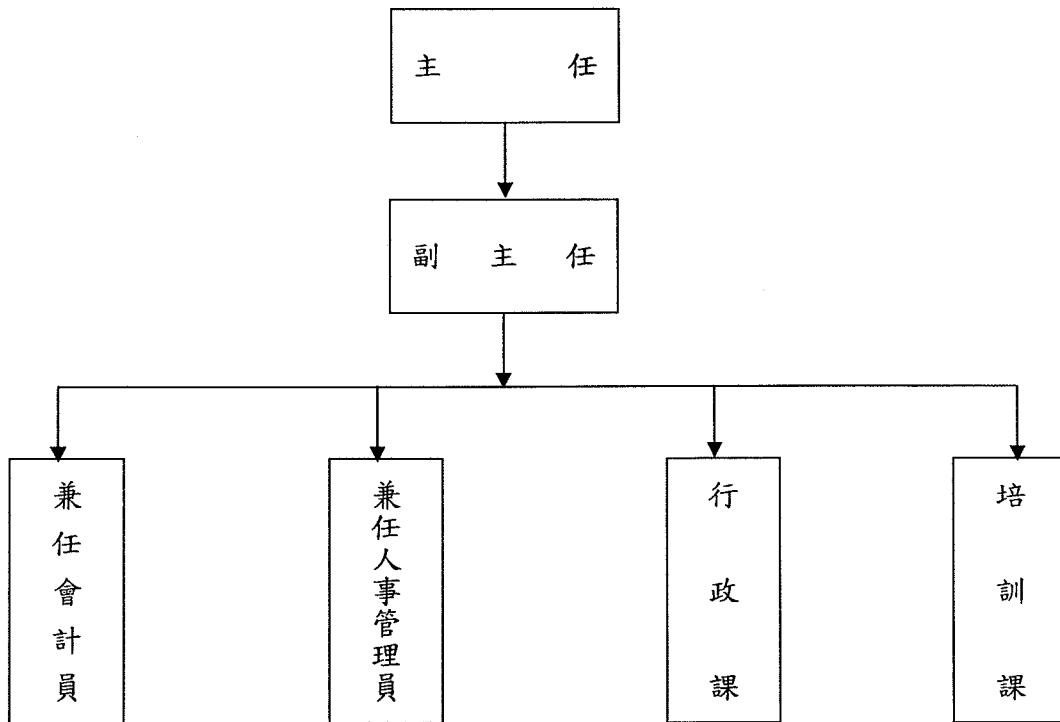 主任
副主任
兼任會計員
兼任人事管理員
行政課
培訓課